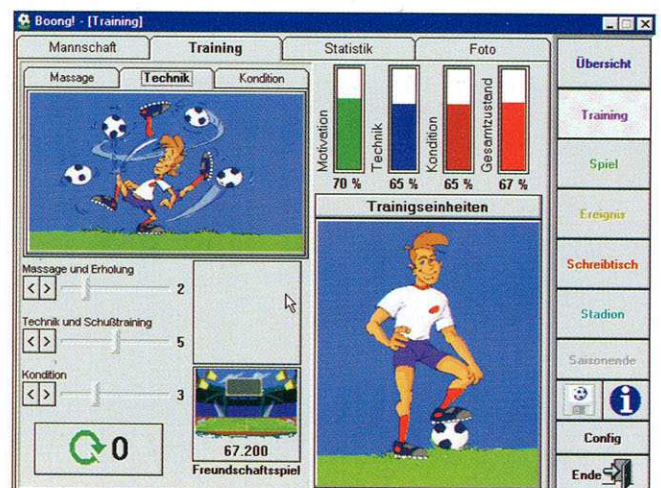 Boong! - [Training]
Mannschaft
Training
Statistik
Foto
Massage
Technik
Kondition
Motivation
Technik
Kondition
Gesamtzustand
70 %
65 %
65 %
67 %
Trainigseinheiten
Massage und Erholung
< > 2
Technik und Schußtraining
< > 5
Kondition
< > 3
0
67.200
Freundschaftsspiel
Übersicht
Training
Spiel
Ereignis
Schreibtisch
Stadion
Saisonende
i
Config
Ende